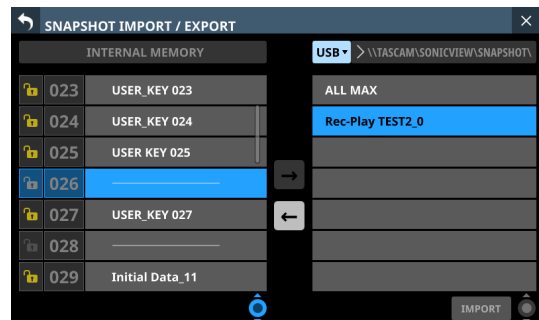 SNAPSHOT IMPORT / EXPORT
INTERNAL MEMORY
USB
\\TASCAM\SONICVIEW\SNAPSHOT\
023 USER_KEY 023
024 USER_KEY 024
025 USER KEY 025
026
027 USER_KEY 027
028
029 Initial Data_11
ALL MAX
Rec-Play TEST2_0
IMPORT